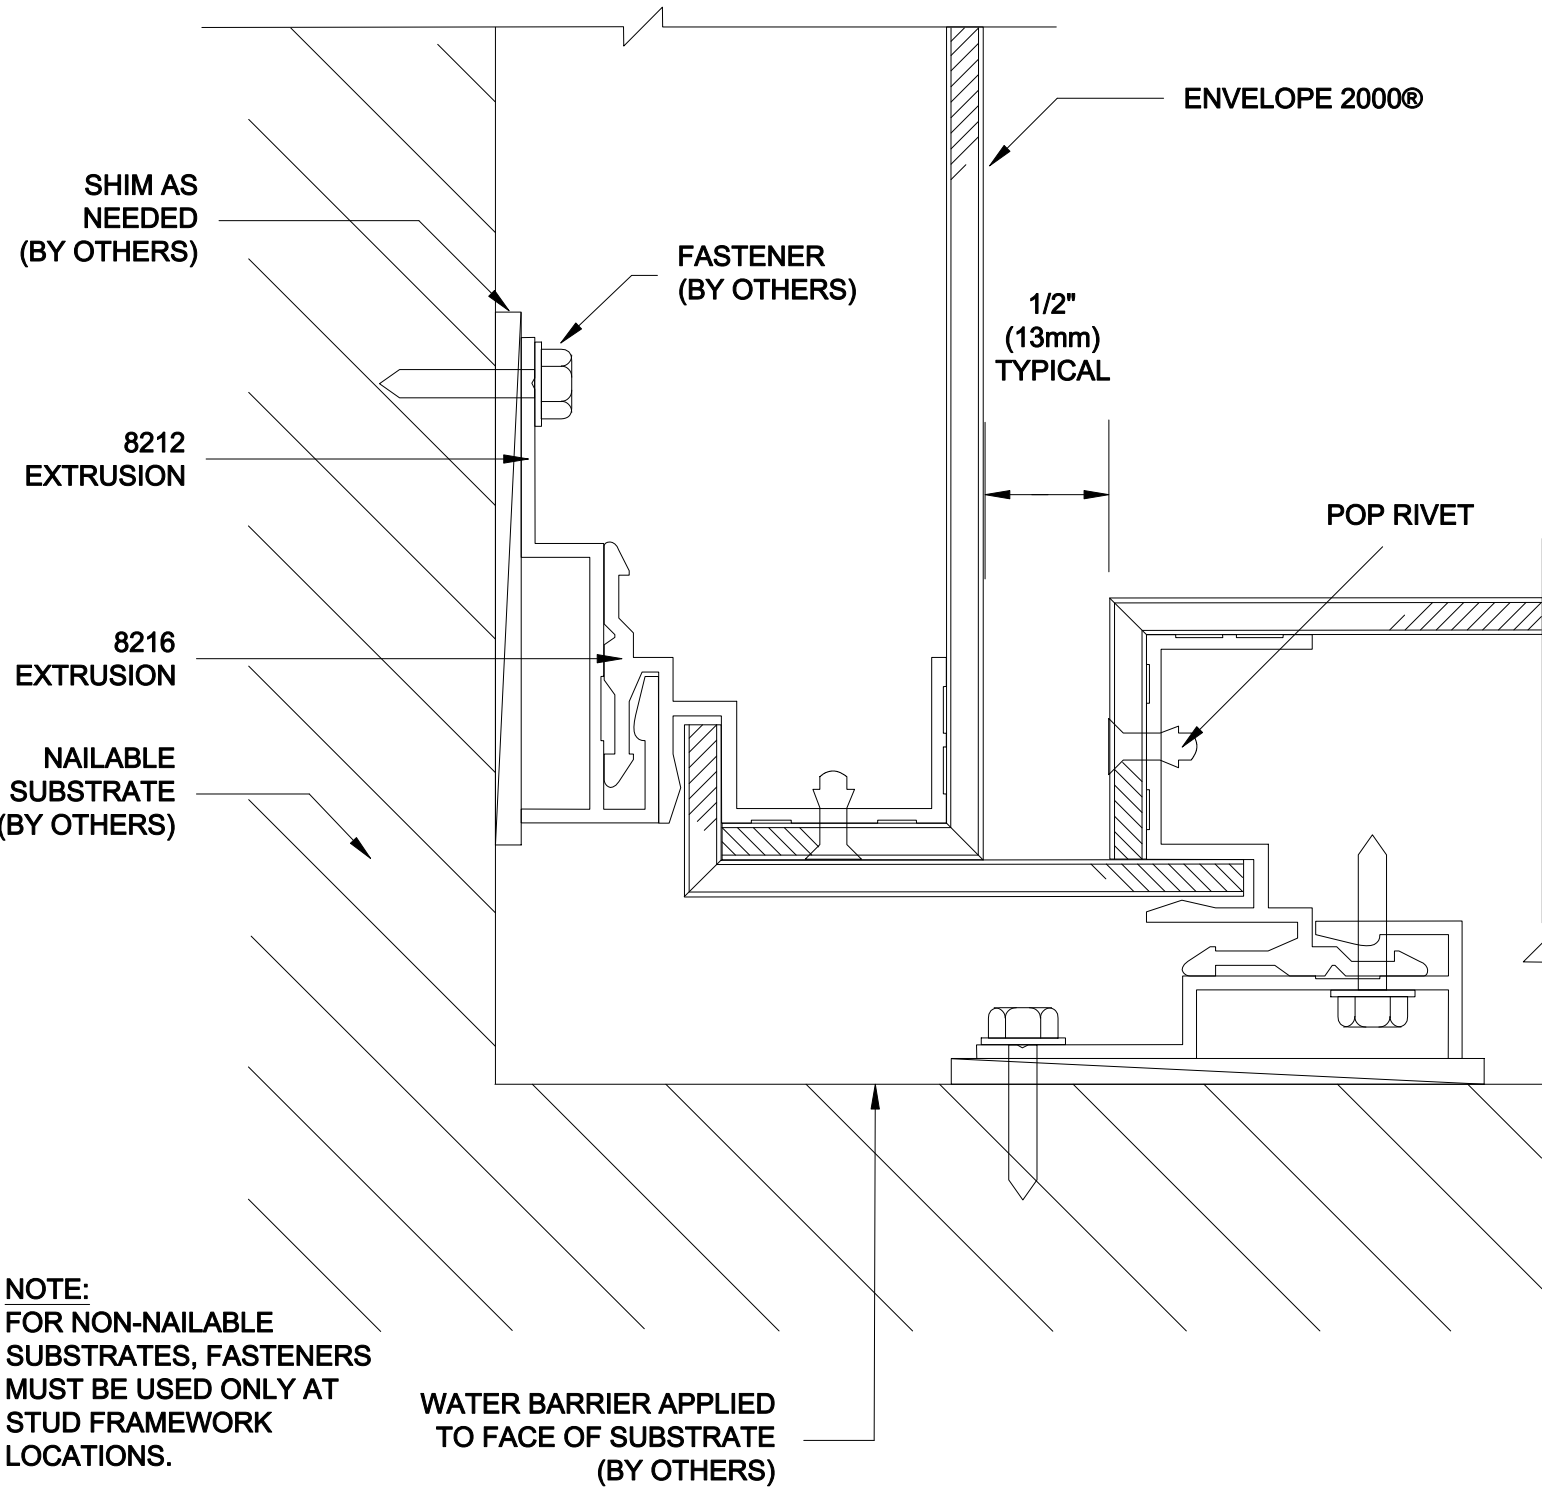 ENVELOPE 2000®
SHIM AS
NEEDED
(BY OTHERS)
FASTENER
(BY OTHERS)
1/2"
(13mm)
TYPICAL
8212
EXTRUSION
POP RIVET
8216
EXTRUSION
NAILABLE
SUBSTRATE
(BY OTHERS)
NOTE:
FOR NON-NAILABLE
SUBSTRATES, FASTENERS
MUST BE USED ONLY AT
STUD FRAMEWORK
LOCATIONS.
WATER BARRIER APPLIED
TO FACE OF SUBSTRATE
(BY OTHERS)